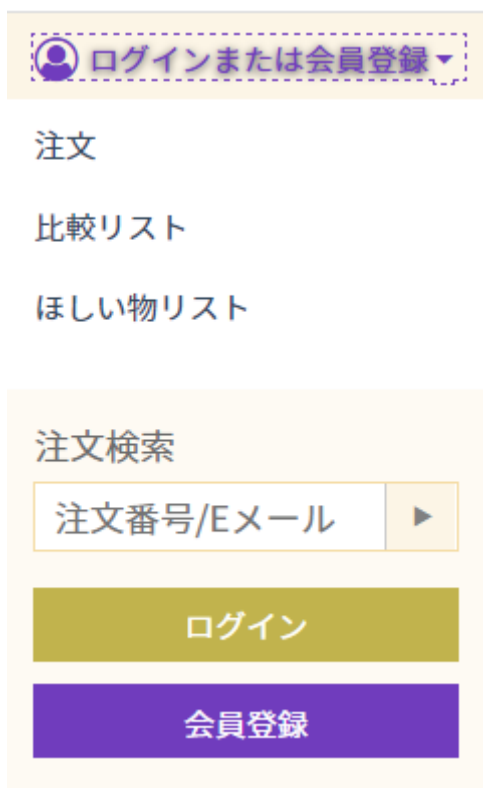 ログインまたは会員登録
注文
比較リスト
ほしい物リスト
注文検索
注文番号/Eメール
ログイン
会員登録